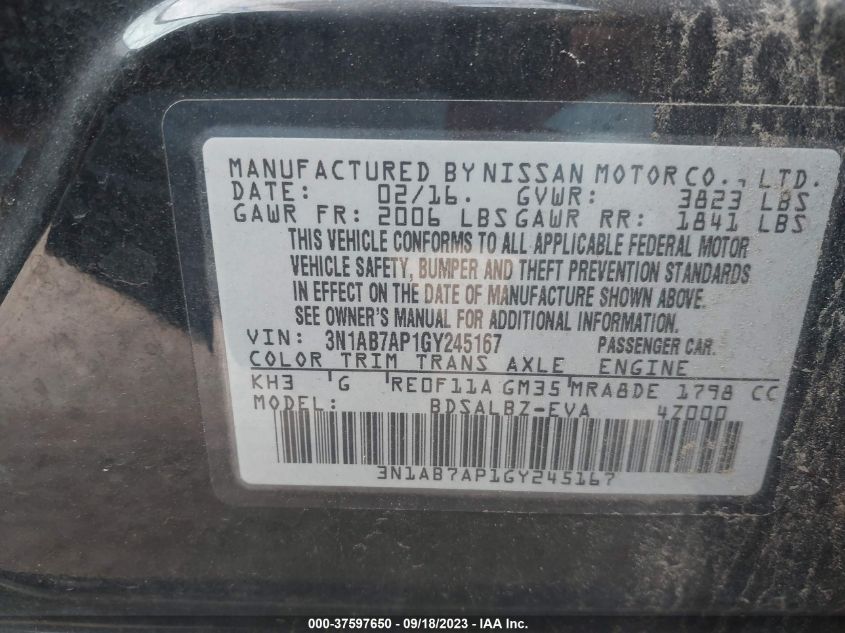 MANUFACTURED BY NISSAN MOTOR CO., LTD.
DATE: 02/16. GVWR: 3823 LBS
GAWR FR: 2006 LBS GAWR RR: 1841 LBS
THIS VEHICLE CONFORMS TO ALL APPLICABLE FEDERAL MOTOR
VEHICLE SAFETY, BUMPER AND THEFT PREVENTION STANDARDS
IN EFFECT ON THE DATE OF MANUFACTURE SHOWN ABOVE.
SEE OWNER'S MANUAL FOR ADDITIONAL INFORMATION.
VIN: 3N1AB7AP1GY245167 PASSENGER CAR.
COLOR TRIM TRANS AXLE ENGINE
KH3 G RE0F11A GM35 MRA8DE 1798 CC
MODEL: BDSALBZ-EVA 4Z000
3N1AB7AP1GY245167
000-37597650 - 09/18/2023 - IAA Inc.